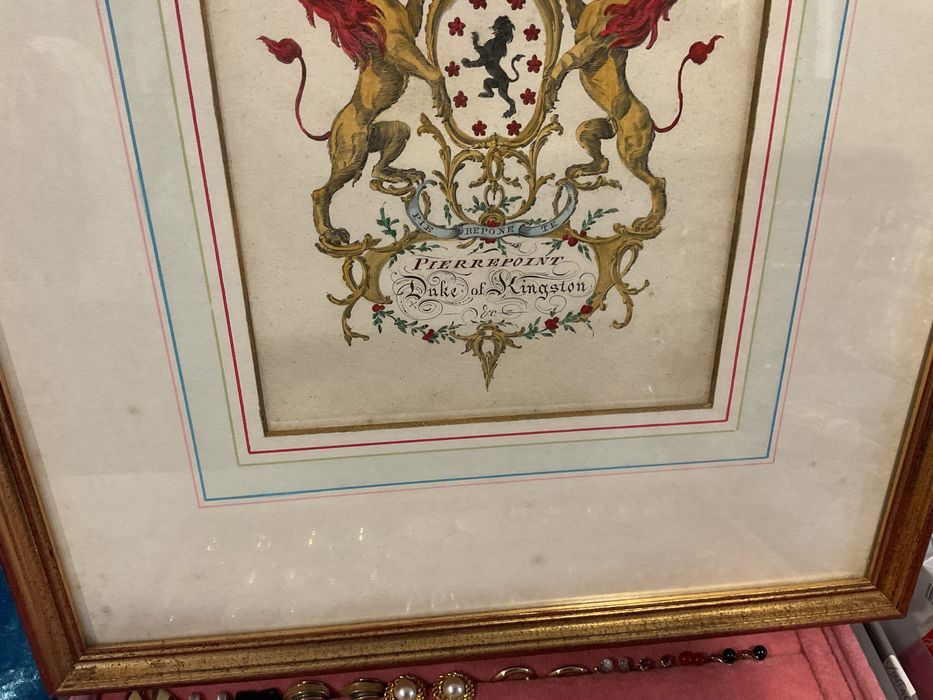 PIE REPONE TE
PIERREPOINT
Duke of Kingston
&c